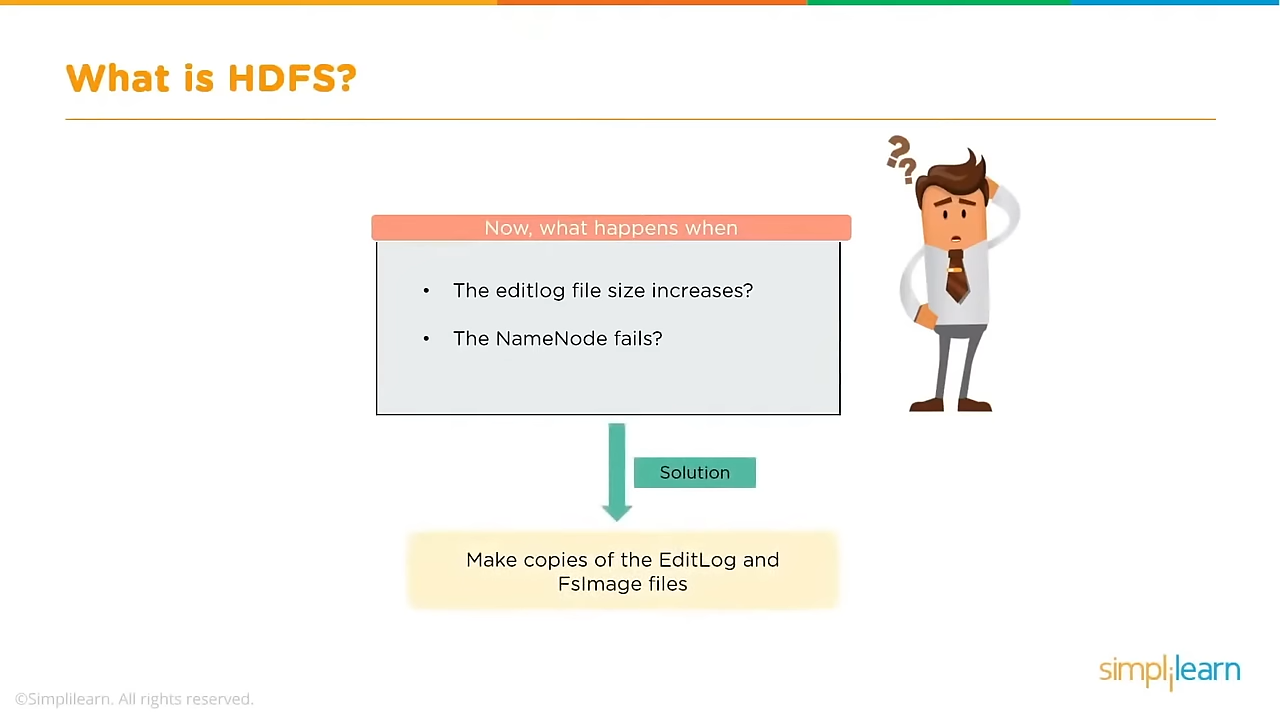 What is HDFS?
??
Now, what happens when
• The editlog file size increases?
• The NameNode fails?
Solution
Make copies of the EditLog and
FsImage files
simplilearn
©Simplilearn. All rights reserved.